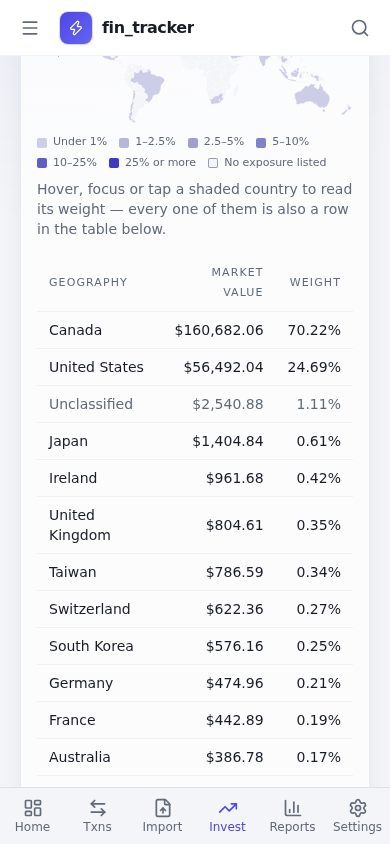 fin_tracker
Under 1% 1–2.5% 2.5–5% 5–10%
10–25% 25% or more No exposure listed
Hover, focus or tap a shaded country to read
its weight — every one of them is also a row
in the table below.
GEOGRAPHY MARKET VALUE WEIGHT
Canada $160,682.06 70.22%
United States $56,492.04 24.69%
Unclassified $2,540.88 1.11%
Japan $1,404.84 0.61%
Ireland $961.68 0.42%
United Kingdom $804.61 0.35%
Taiwan $786.59 0.34%
Switzerland $622.36 0.27%
South Korea $576.16 0.25%
Germany $474.96 0.21%
France $442.89 0.19%
Australia $386.78 0.17%
Home Txns Import Invest Reports Settings